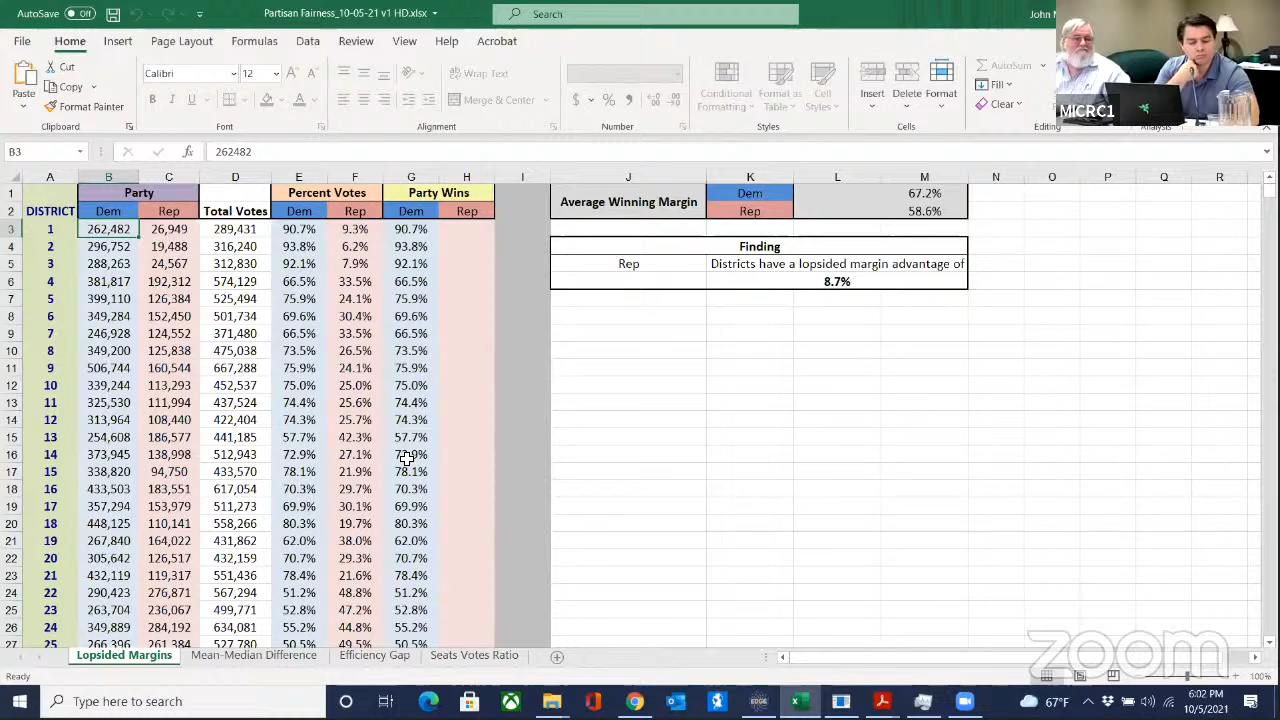 AutoSave Off Partisan Fairness_10-05-21 v1 HD.xlsx Search John M
File Home Insert Page Layout Formulas Data Review View Help Acrobat
Paste Cut Copy Format Painter Calibri 12 Wrap Text Merge & Center Conditional Formatting Format as Table Cell Styles Insert Delete Format AutoSum Fill Clear
Clipboard Font Alignment Number Styles Cells Editing Analysis
MICRC1
B3 262482
A B C D E F G H I J K L M N O P Q R
1 Party Percent Votes Party Wins Average Winning Margin Dem 67.2%
2 DISTRICT Dem Rep Total Votes Dem Rep Dem Rep Rep 58.6%
3 1 262,482 26,949 289,431 90.7% 9.3% 90.7%
4 2 296,752 19,488 316,240 93.8% 6.2% 93.8% Finding
5 3 288,263 24,567 312,830 92.1% 7.9% 92.1% Rep Districts have a lopsided margin advantage of
6 4 381,817 192,312 574,129 66.5% 33.5% 66.5% 8.7%
7 5 399,110 126,384 525,494 75.9% 24.1% 75.9%
8 6 349,284 152,450 501,734 69.6% 30.4% 69.6%
9 7 246,928 124,552 371,480 66.5% 33.5% 66.5%
10 8 349,200 125,838 475,038 73.5% 26.5% 73.5%
11 9 506,744 160,544 667,288 75.9% 24.1% 75.9%
12 10 339,244 113,293 452,537 75.0% 25.0% 75.0%
13 11 325,530 111,994 437,524 74.4% 25.6% 74.4%
14 12 313,964 108,440 422,404 74.3% 25.7% 74.3%
15 13 254,608 186,577 441,185 57.7% 42.3% 57.7%
16 14 373,945 138,998 512,943 72.9% 27.1%
17 15 338,820 94,750 433,570 78.1% 21.9% 78.1%
18 16 433,503 183,551 617,054 70.3% 29.7% 70.3%
19 17 357,294 153,979 511,273 69.9% 30.1% 69.9%
20 18 448,125 110,141 558,266 80.3% 19.7% 80.3%
21 19 267,840 164,022 431,862 62.0% 38.0% 62.0%
22 20 305,642 126,517 432,159 70.7% 29.3% 70.7%
23 21 432,119 119,317 551,436 78.4% 21.6% 78.4%
24 22 290,423 276,871 567,294 51.2% 48.8% 51.2%
25 23 263,704 236,067 499,771 52.8% 47.2% 52.8%
26 24 349,889 284,192 634,081 55.2% 44.8% 55.2%
27 25 266,396 261,384 527,780 50.5% 49.5% 50.5%
zoom
Lopsided Margins Mean-Median Difference Efficiency Gap Seats Votes Ratio
Ready 100%
Type here to search 67°F 6:02 PM
10/5/2021